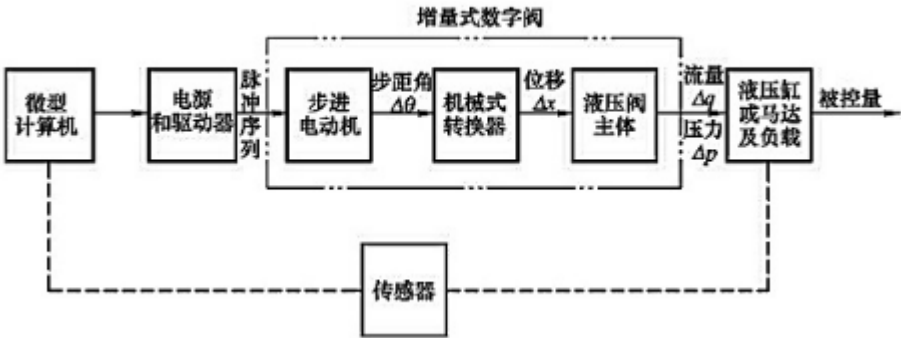 增量式数字阀
微型
计算机
电源
和驱动器
脉
冲
序
列
步进
电动机
步距角
Δθ
机械式
转换器
位移
Δx
液压阀
主体
流量
Δq
压力
Δp
液压缸
或马达
及负载
被控量
传感器